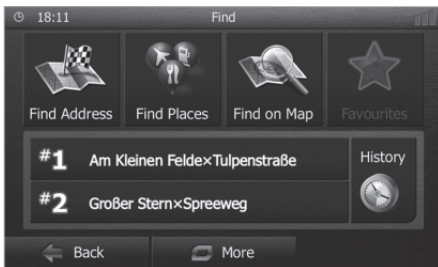 18:11 Find
Find Address Find Places Find on Map Favourites
#1 Am Kleinen Felde×Tulpenstraße History
#2 Großer Stern×Spreeweg
Back More